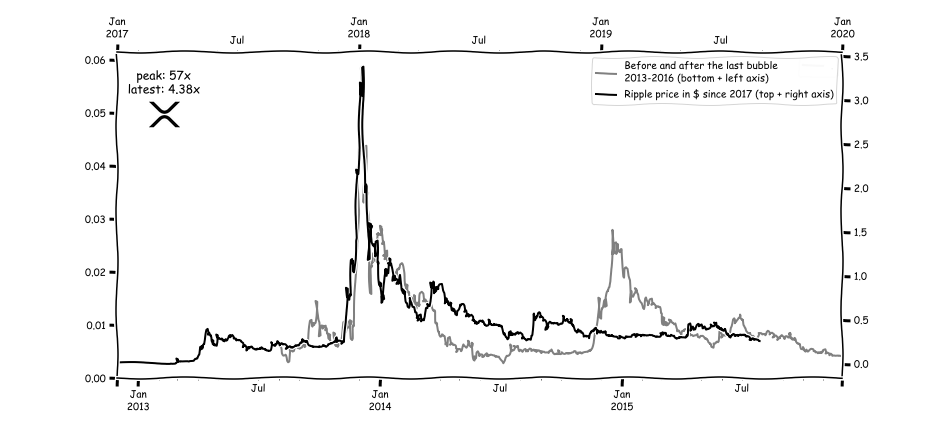 Jan
2017
Jul
Jan
2018
Jul
Jan
2019
Jul
Jan
2020
peak: 57x
latest: 4.38x
Before and after the last bubble
2013-2016 (bottom + left axis)
Ripple price in $ since 2017 (top + right axis)
0.06
0.05
0.04
0.03
0.02
0.01
0.00
3.5
3.0
2.5
2.0
1.5
1.0
0.5
0.0
Jan
2013
Jul
Jan
2014
Jul
Jan
2015
Jul